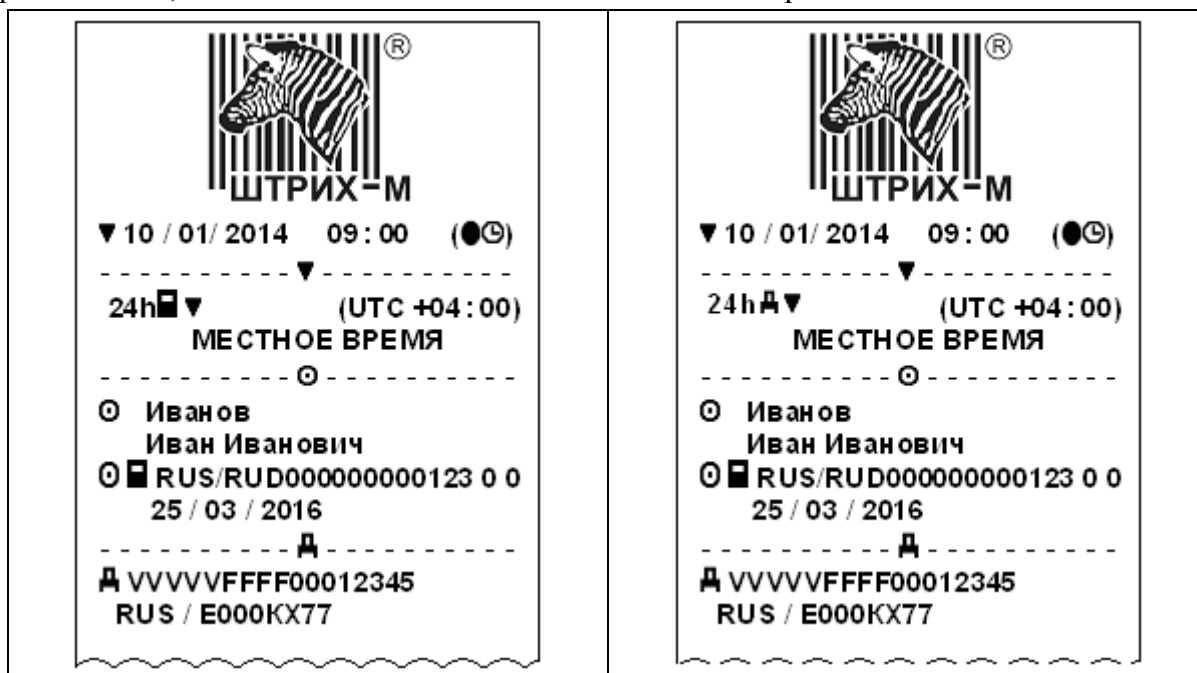 ®
ШТРИХ-М
▼ 10 / 01/ 2014 09 : 00 (●🕒)
- - - - - - - - - - ▼ - - - - - - - - - -
24h ▼ (UTC +04 : 00)
МЕСТНОЕ ВРЕМЯ
- - - - - - - - - - ⊙ - - - - - - - - - -
⊙ Иванов
Иван Иванович
⊙ RUS/RUD000000000123 0 0
25 / 03 / 2016
- - - - - - - - - - - - - - - - - - - -
VVVVVFFFF00012345
RUS / Е000КХ77
®
ШТРИХ-М
▼ 10 / 01/ 2014 09 : 00 (●🕒)
- - - - - - - - - - ▼ - - - - - - - - - -
24h ▼ (UTC +04 : 00)
МЕСТНОЕ ВРЕМЯ
- - - - - - - - - - ⊙ - - - - - - - - - -
⊙ Иванов
Иван Иванович
⊙ RUS/RUD000000000123 0 0
25 / 03 / 2016
- - - - - - - - - - - - - - - - - - - -
VVVVVFFFF00012345
RUS / Е000КХ77